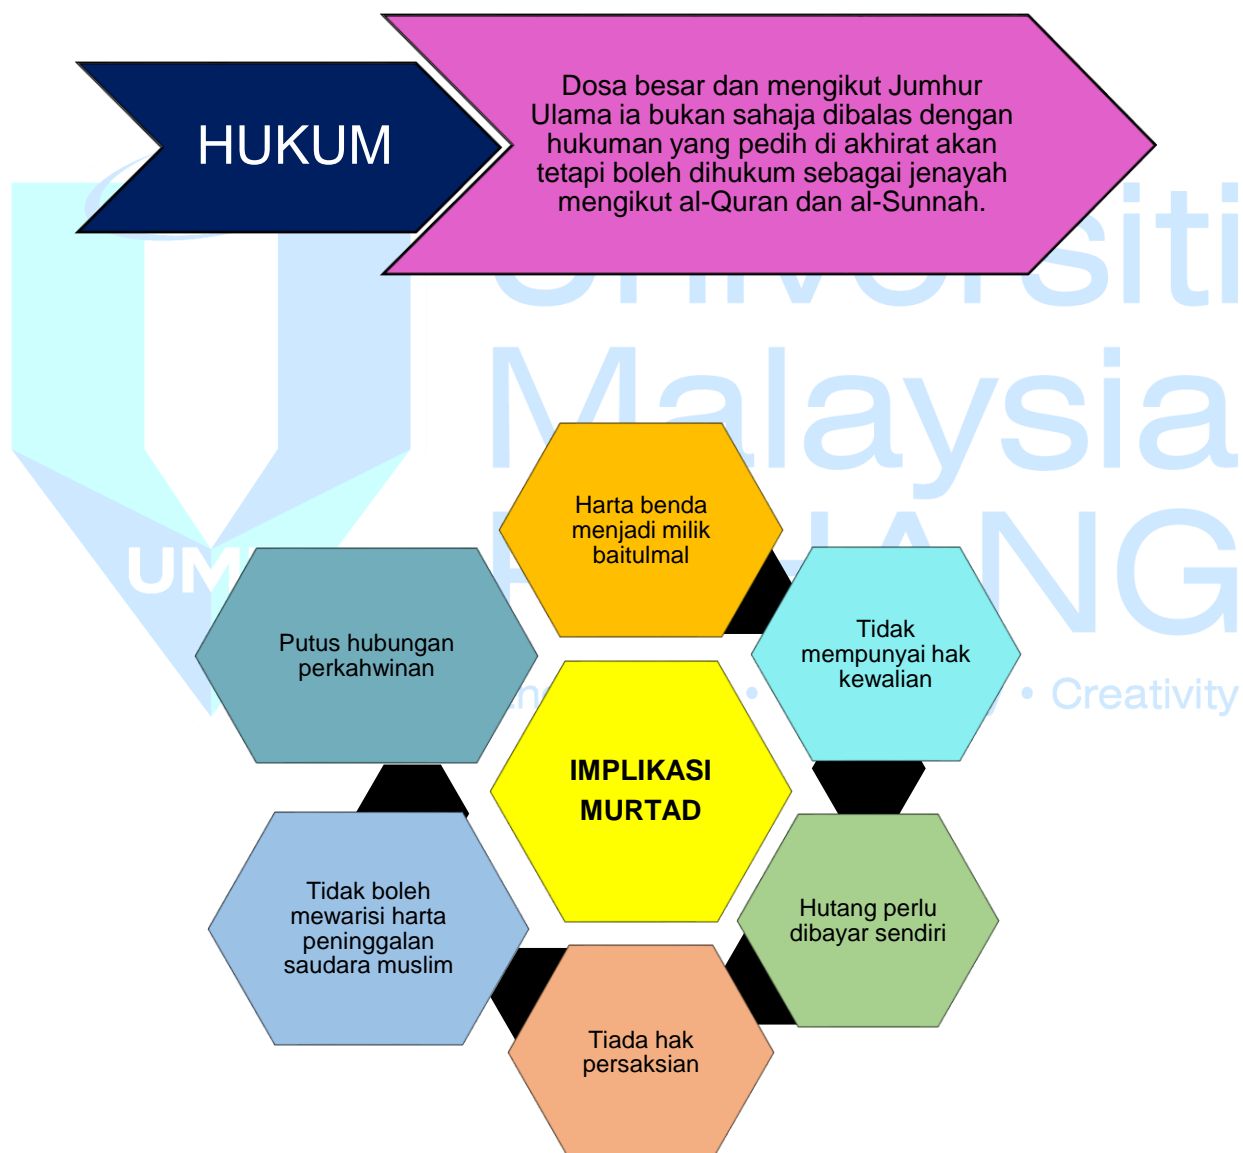 HUKUM
Dosa besar dan mengikut Jumhur
Ulama ia bukan sahaja dibalas dengan
hukuman yang pedih di akhirat akan
tetapi boleh dihukum sebagai jenayah
mengikut al-Quran dan al-Sunnah.
Malaysia
Harta benda
menjadi milik
baitulmal
Tidak
mempunyai hak
kewalian
Hutang perlu
dibayar sendiri
Tiada hak
persaksian
Tidak boleh
mewarisi harta
peninggalan
saudara muslim
Putus hubungan
perkahwinan
IMPLIKASI
MURTAD
• Creativity